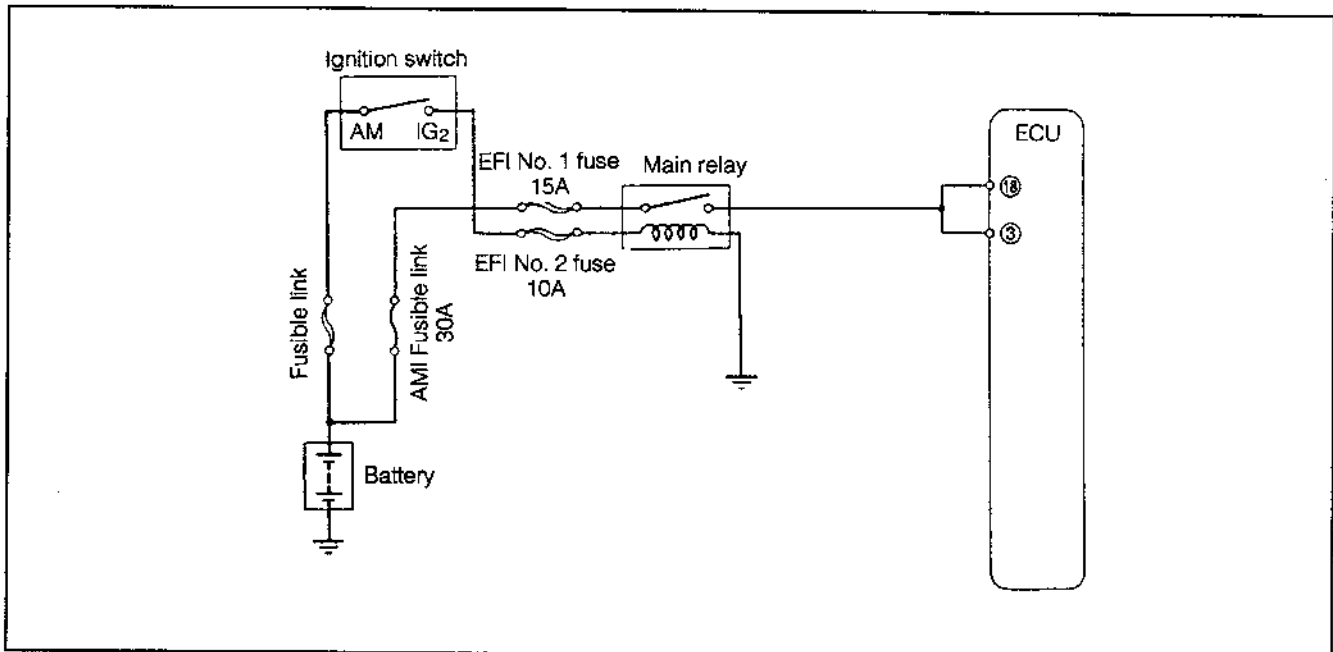 Ignition switch
AM IG2
ECU
EFI No. 1 fuse
15A
Main relay
18
3
EFI No. 2 fuse
10A
Fusible link
AMI Fusible link
30A
Battery